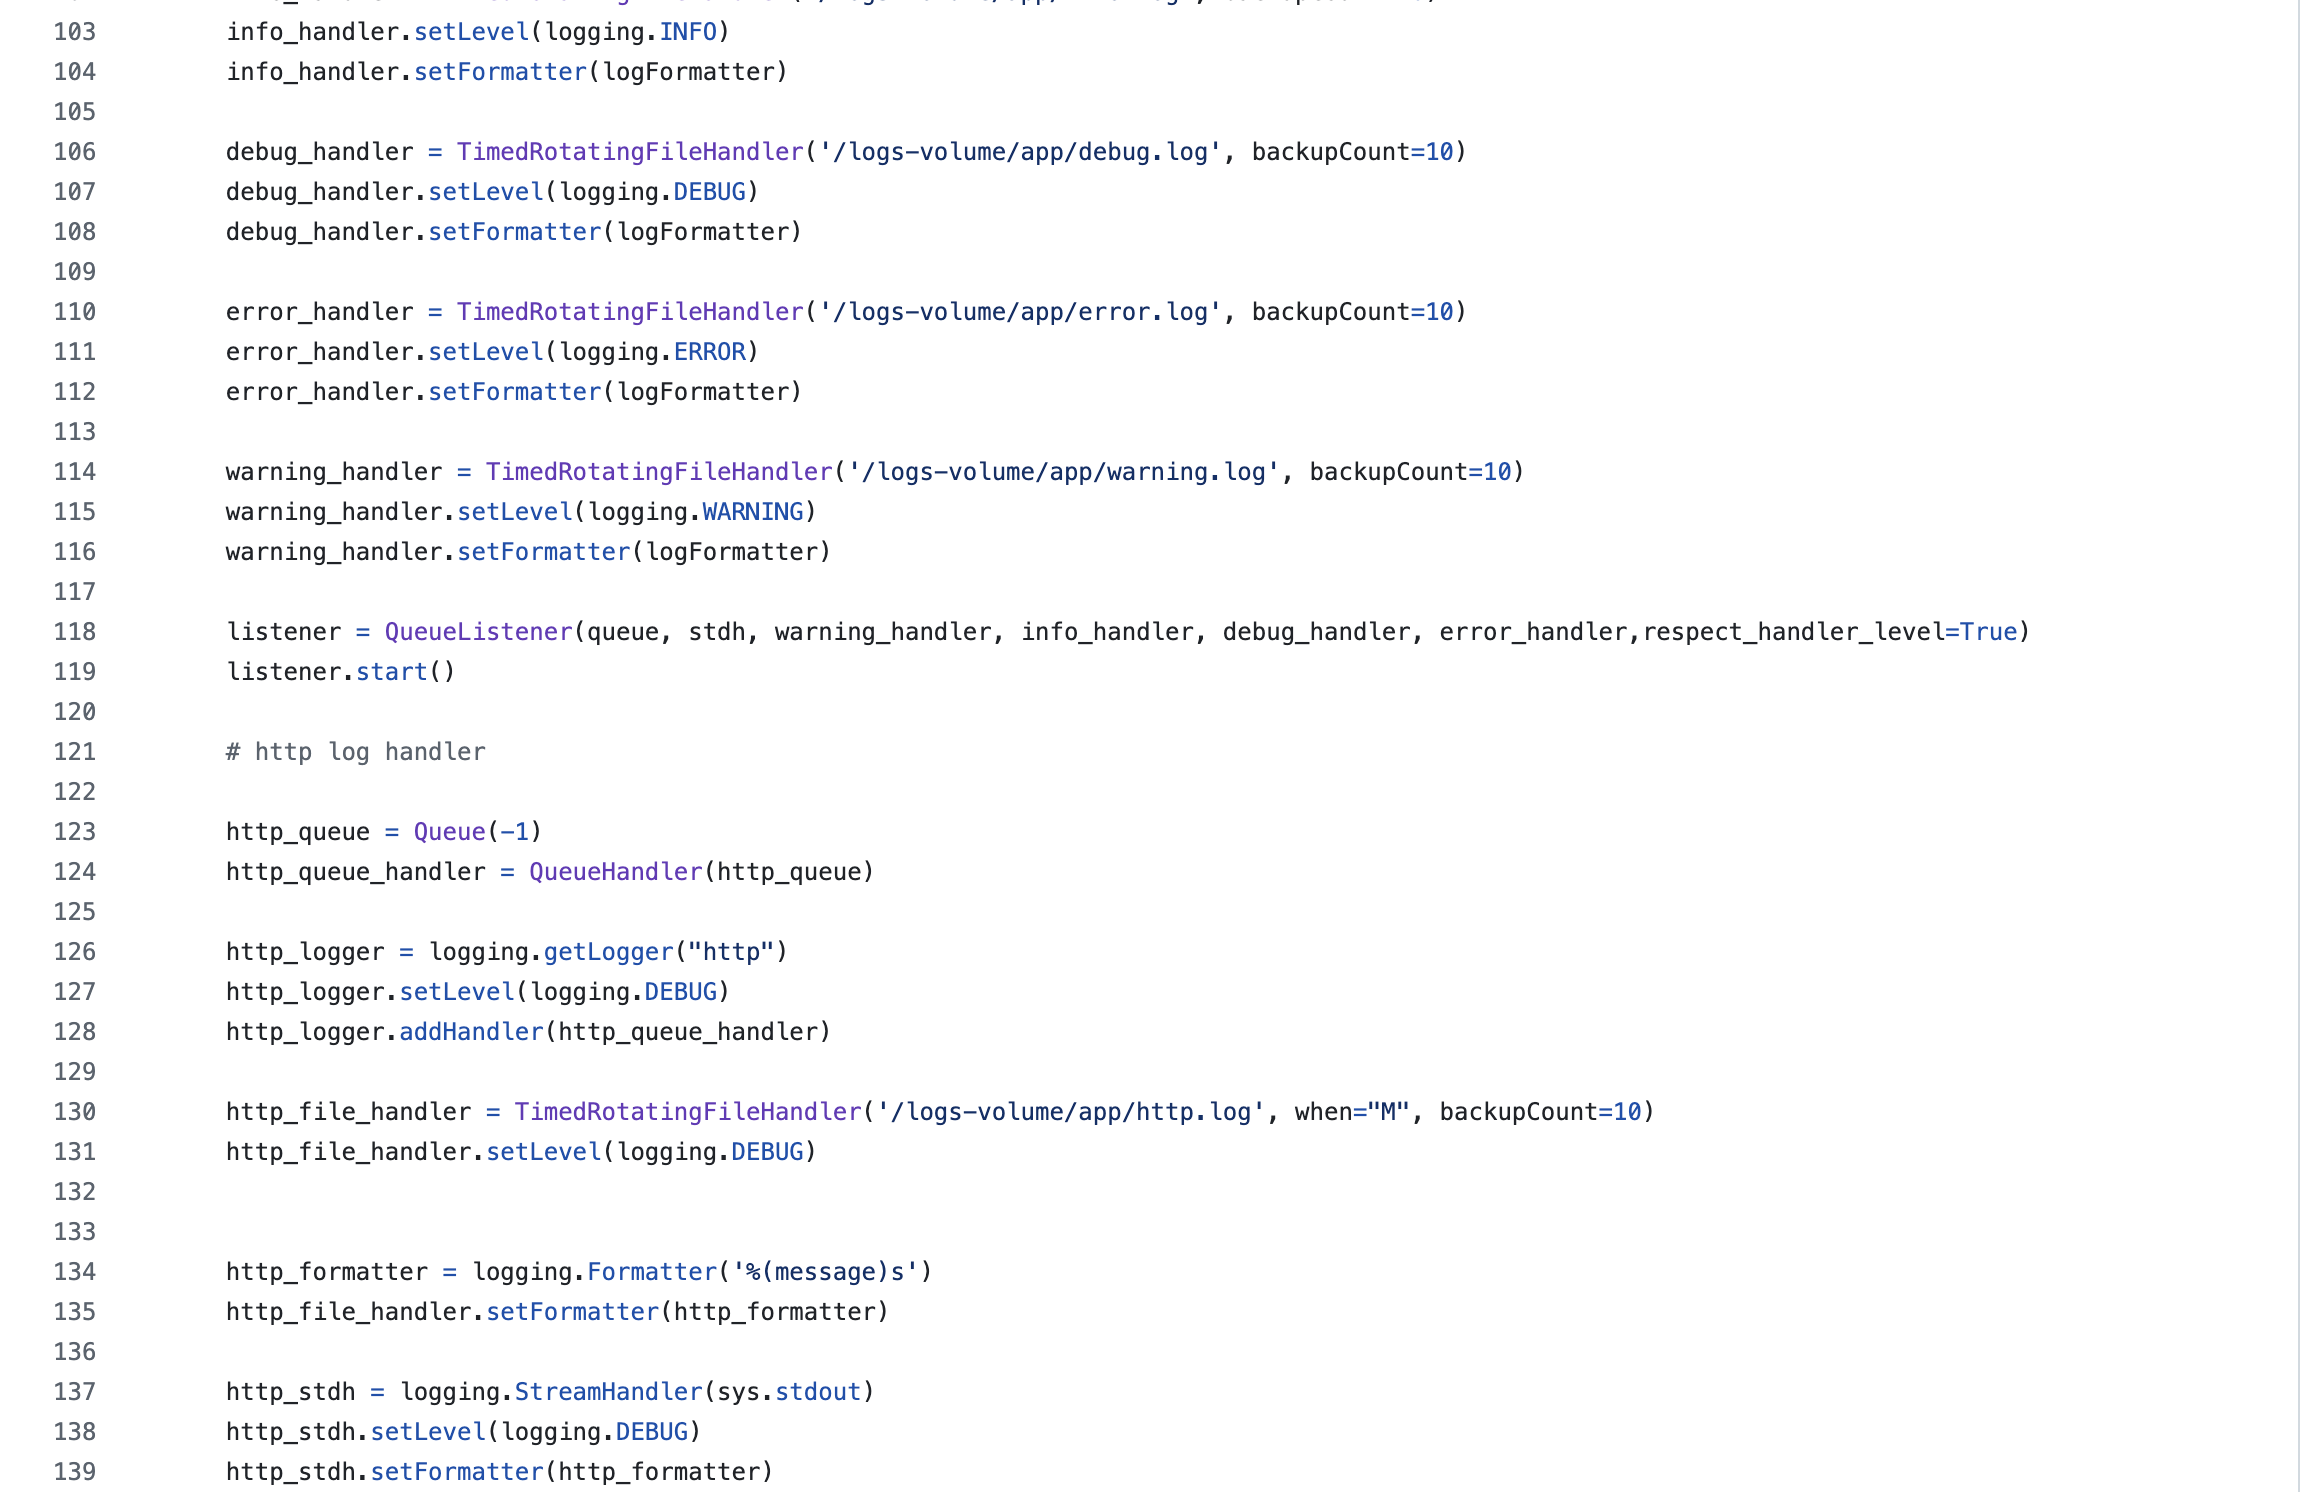 103 info_handler.setLevel(logging.INFO)
104 info_handler.setFormatter(logFormatter)
105
106 debug_handler = TimedRotatingFileHandler('/logs-volume/app/debug.log', backupCount=10)
107 debug_handler.setLevel(logging.DEBUG)
108 debug_handler.setFormatter(logFormatter)
109
110 error_handler = TimedRotatingFileHandler('/logs-volume/app/error.log', backupCount=10)
111 error_handler.setLevel(logging.ERROR)
112 error_handler.setFormatter(logFormatter)
113
114 warning_handler = TimedRotatingFileHandler('/logs-volume/app/warning.log', backupCount=10)
115 warning_handler.setLevel(logging.WARNING)
116 warning_handler.setFormatter(logFormatter)
117
118 listener = QueueListener(queue, stdh, warning_handler, info_handler, debug_handler, error_handler,respect_handler_level=True)
119 listener.start()
120
121 # http log handler
122
123 http_queue = Queue(-1)
124 http_queue_handler = QueueHandler(http_queue)
125
126 http_logger = logging.getLogger("http")
127 http_logger.setLevel(logging.DEBUG)
128 http_logger.addHandler(http_queue_handler)
129
130 http_file_handler = TimedRotatingFileHandler('/logs-volume/app/http.log', when="M", backupCount=10)
131 http_file_handler.setLevel(logging.DEBUG)
132
133
134 http_formatter = logging.Formatter('%(message)s')
135 http_file_handler.setFormatter(http_formatter)
136
137 http_stdh = logging.StreamHandler(sys.stdout)
138 http_stdh.setLevel(logging.DEBUG)
139 http_stdh.setFormatter(http_formatter)